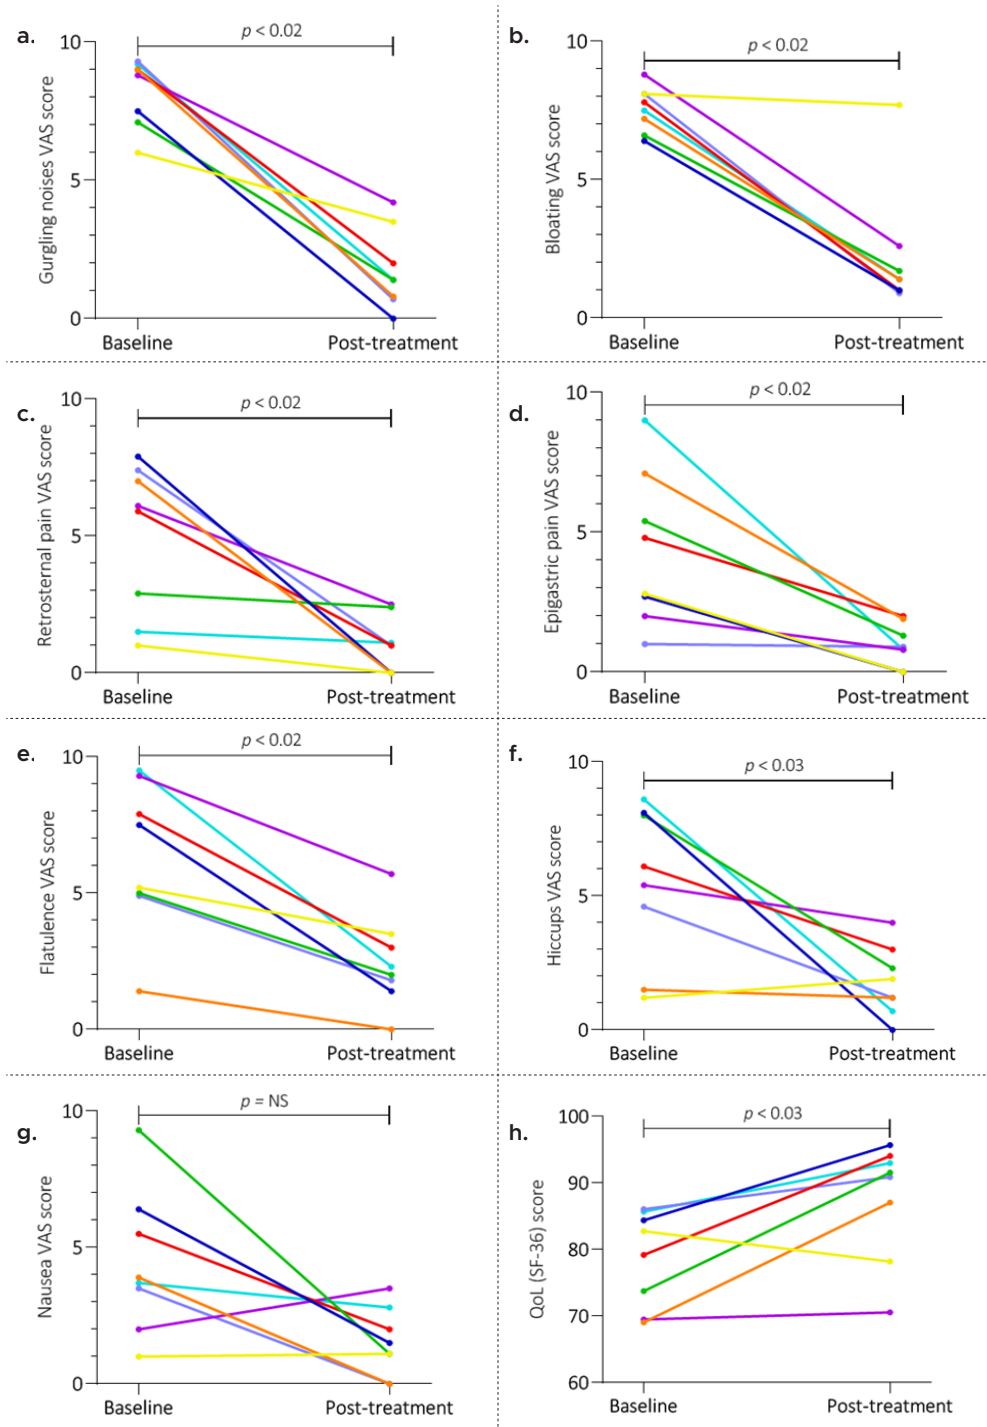 a.
p < 0.02
10
5
0
Gurgling noises VAS score
Baseline
Post-treatment
b.
p < 0.02
10
5
0
Bloating VAS score
Baseline
Post-treatment
c.
p < 0.02
10
5
0
Retrosternal pain VAS score
Baseline
Post-treatment
d.
p < 0.02
10
5
0
Epigastric pain VAS score
Baseline
Post-treatment
e.
p < 0.02
10
5
0
Flatulence VAS score
Baseline
Post-treatment
f.
p < 0.03
10
5
0
Hiccups VAS score
Baseline
Post-treatment
g.
p = NS
10
5
0
Nausea VAS score
Baseline
Post-treatment
h.
p < 0.03
100
90
80
70
60
QoL (SF-36) score
Baseline
Post-treatment